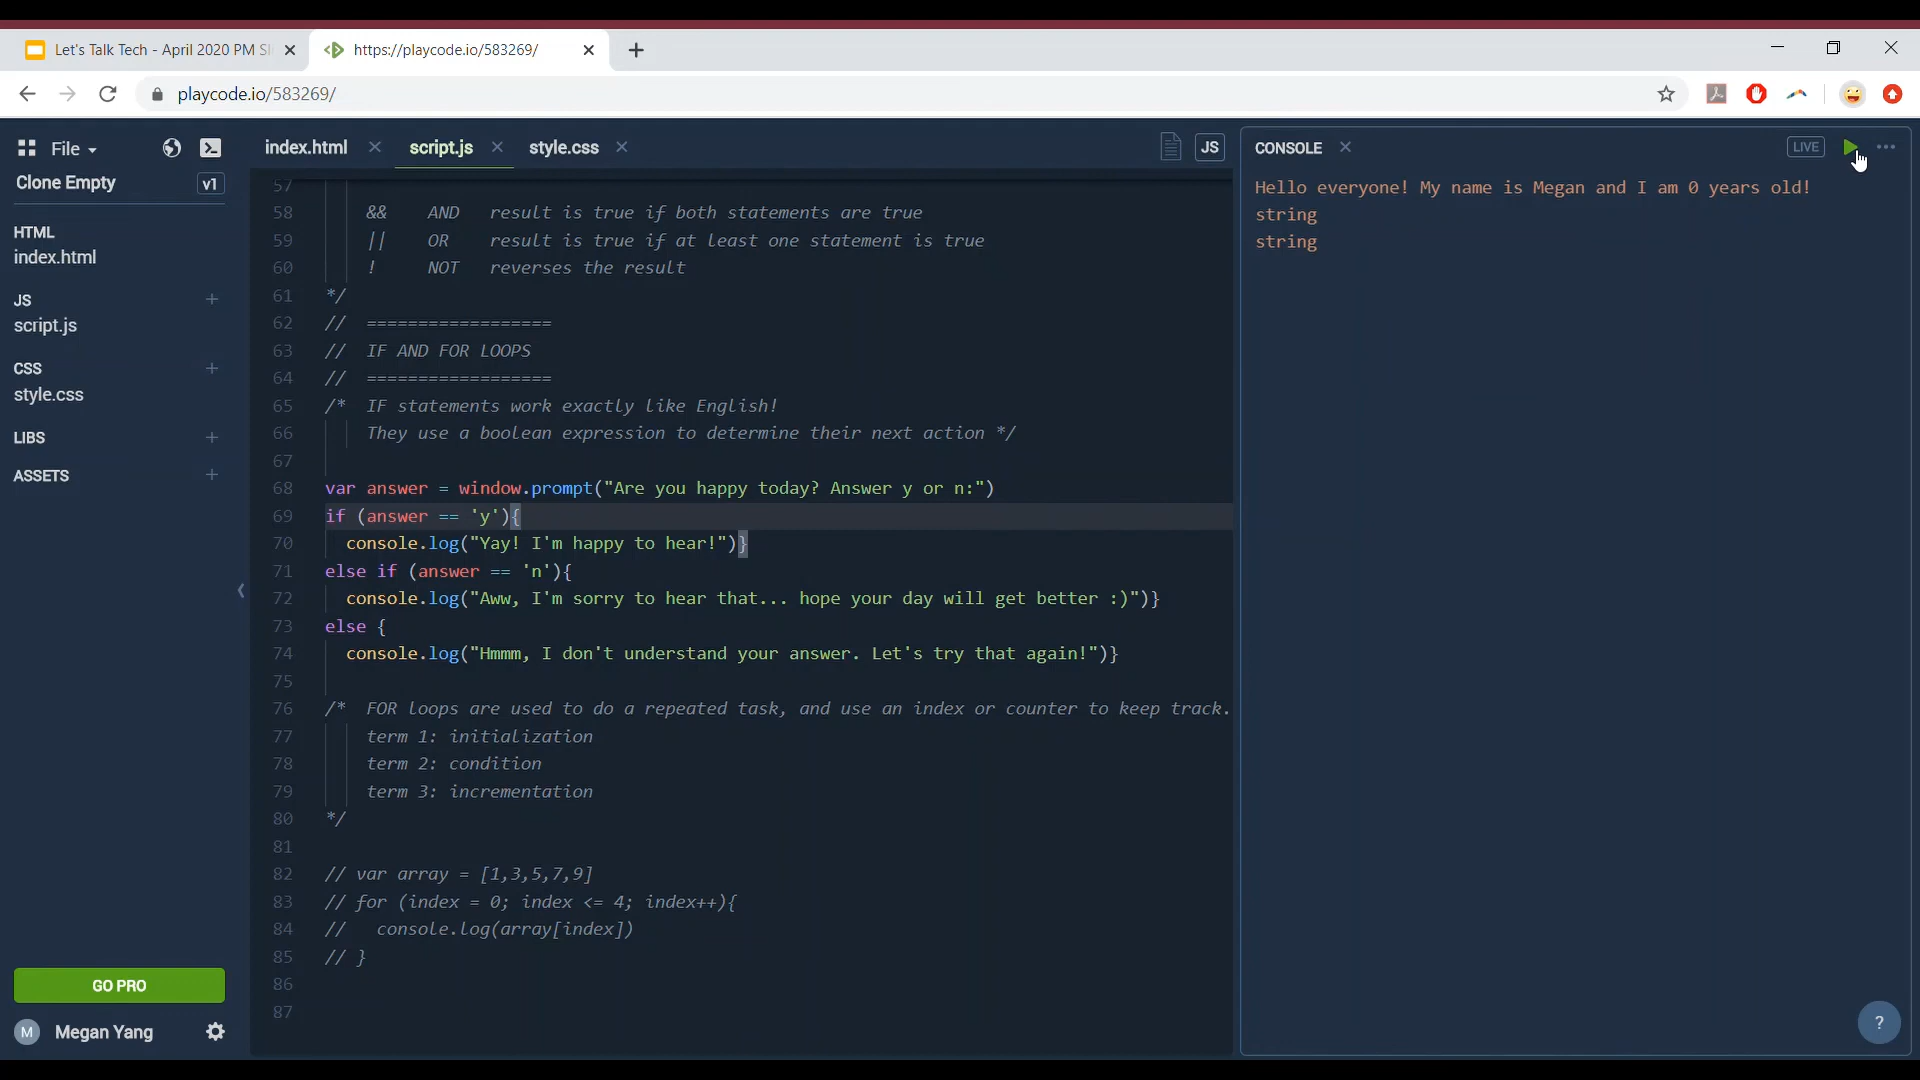 Let's Talk Tech - April 2020 PM Sl
https://playcode.io/583269/
playcode.io/583269/
File
Clone Empty
v1
HTML
index.html
JS
script.js
CSS
style.css
LIBS
ASSETS
GO PRO
M
Megan Yang
index.html
script.js
style.css
JS
57
58 && AND result is true if both statements are true
59 || OR result is true if at least one statement is true
60 ! NOT reverses the result
61 */
62 // ==================
63 // IF AND FOR LOOPS
64 // ==================
65 /* IF statements work exactly like English!
66 They use a boolean expression to determine their next action */
67
68 var answer = window.prompt("Are you happy today? Answer y or n:")
69 if (answer == 'y'){
70 console.log("Yay! I'm happy to hear!")}
71 else if (answer == 'n'){
72 console.log("Aww, I'm sorry to hear that... hope your day will get better :)")}
73 else {
74 console.log("Hmmm, I don't understand your answer. Let's try that again!")}
75
76 /* FOR loops are used to do a repeated task, and use an index or counter to keep track.
77 term 1: initialization
78 term 2: condition
79 term 3: incrementation
80 */
81
82 // var array = [1,3,5,7,9]
83 // for (index = 0; index <= 4; index++){
84 // console.log(array[index])
85 // }
86
87
CONSOLE
LIVE
Hello everyone! My name is Megan and I am 0 years old!
string
string
?